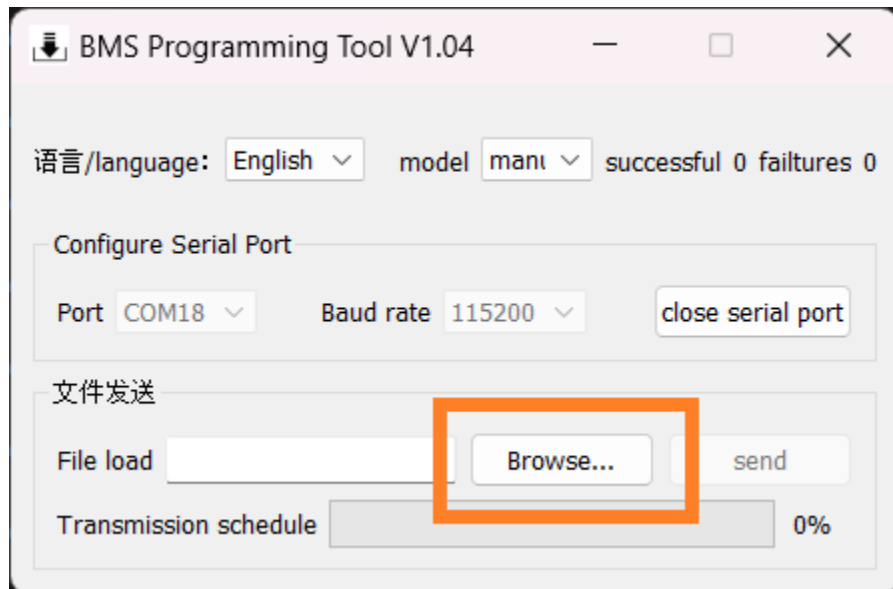 BMS Programming Tool V1.04
语言/language: English model manu successful 0 failtures 0
Configure Serial Port
Port COM18 Baud rate 115200 close serial port
文件发送
File load Browse... send
Transmission schedule 0%